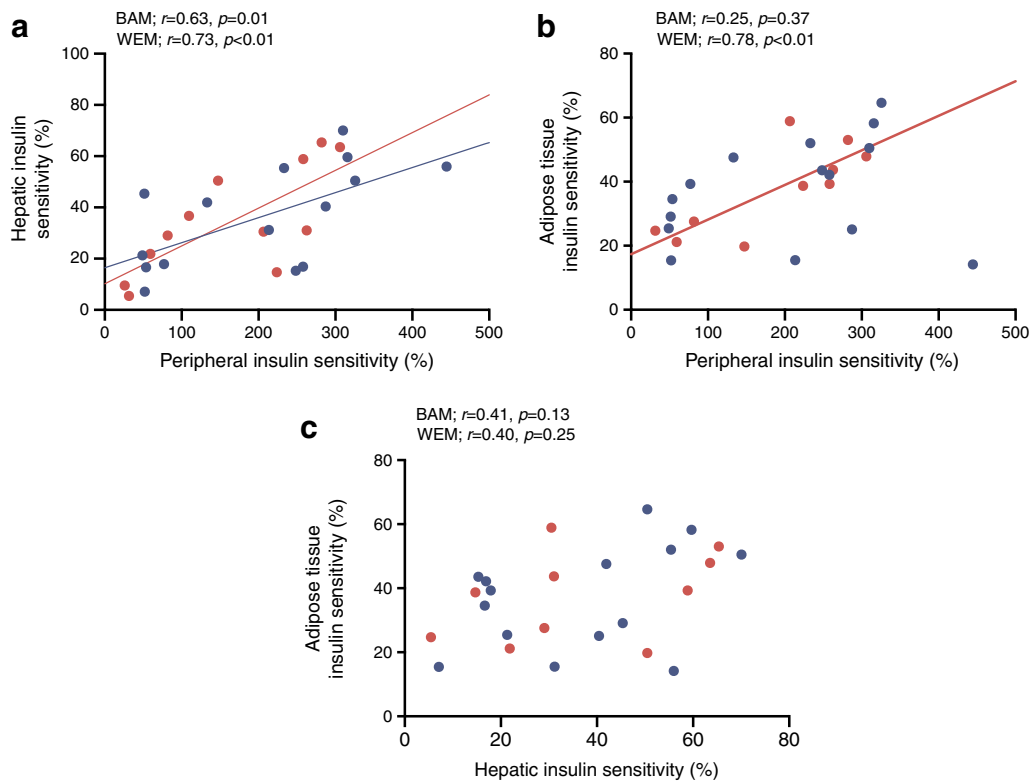 a
BAM; r=0.63, p=0.01
WEM; r=0.73, p<0.01
100
80
60
40
20
0
Hepatic insulin
sensitivity (%)
0 100 200 300 400 500
Peripheral insulin sensitivity (%)
b
BAM; r=0.25, p=0.37
WEM; r=0.78, p<0.01
80
60
40
20
0
Adipose tissue
insulin sensitivity (%)
0 100 200 300 400 500
Peripheral insulin sensitivity (%)
c
BAM; r=0.41, p=0.13
WEM; r=0.40, p=0.25
80
60
40
20
0
Adipose tissue
insulin sensitivity (%)
0 20 40 60 80
Hepatic insulin sensitivity (%)